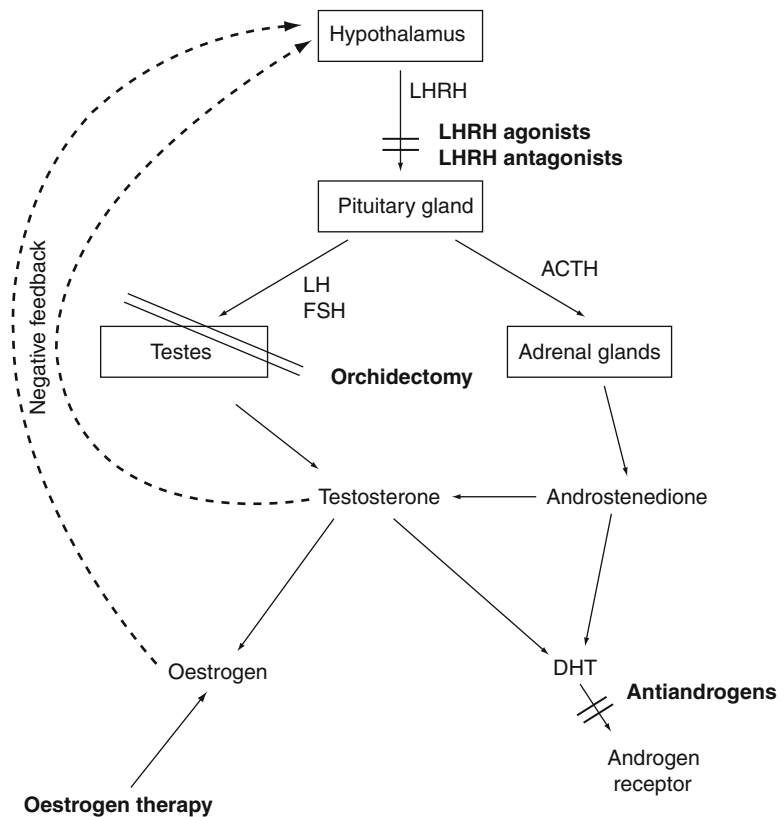 Hypothalamus
LHRH
LHRH agonists
LHRH antagonists
Pituitary gland
ACTH
LH
FSH
Negative feedback
Testes
Adrenal glands
Orchidectomy
Testosterone
Androstenedione
Oestrogen
DHT
Antiandrogens
Androgen
receptor
Oestrogen therapy